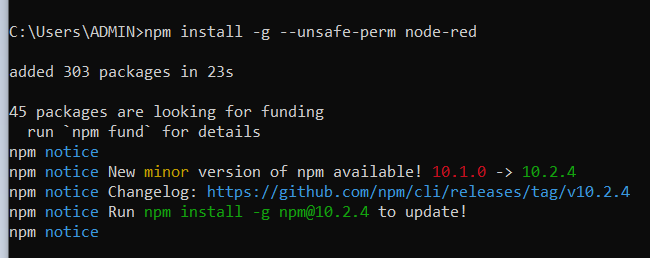 C:\Users\ADMIN>npm install -g --unsafe-perm node-red
added 303 packages in 23s
45 packages are looking for funding
  run `npm fund` for details
npm notice
npm notice New minor version of npm available! 10.1.0 -> 10.2.4
npm notice Changelog: https://github.com/npm/cli/releases/tag/v10.2.4
npm notice Run npm install -g npm@10.2.4 to update!
npm notice